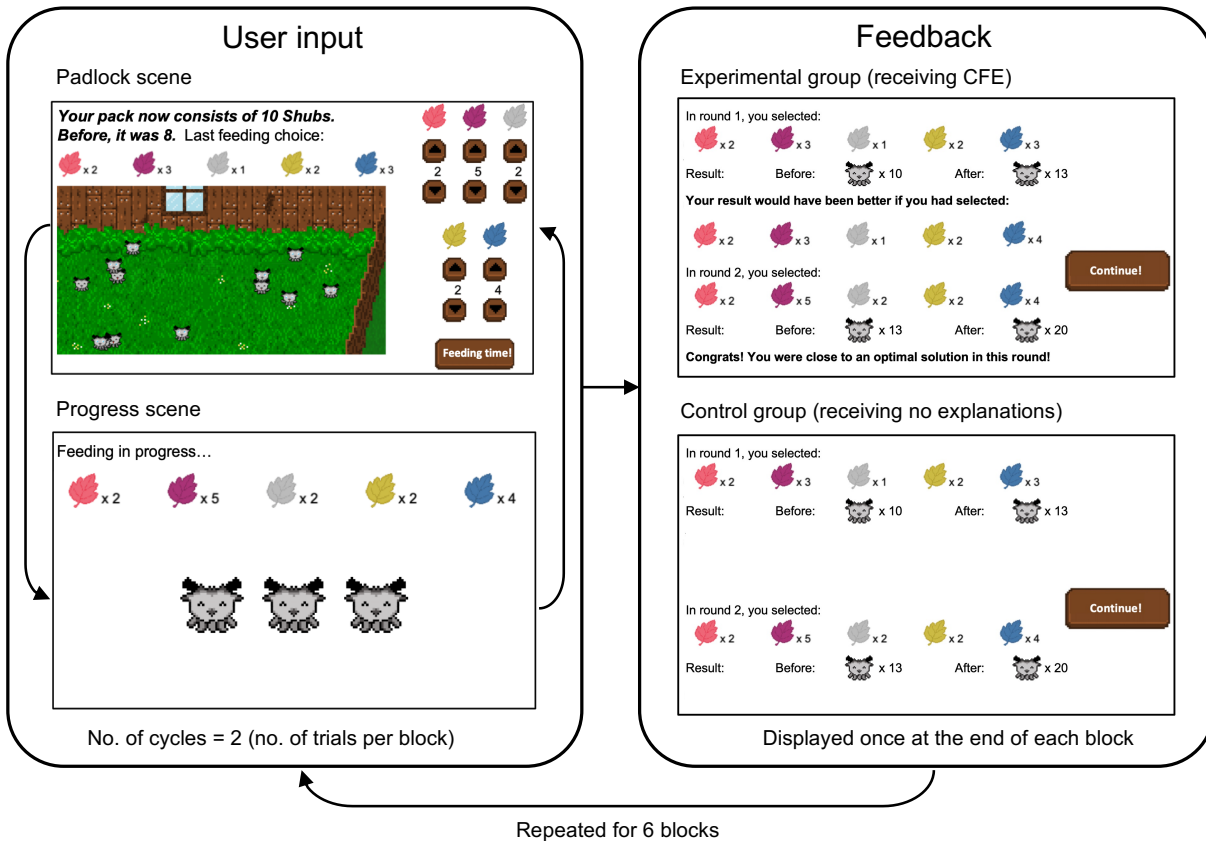 User input
Padlock scene
Your pack now consists of 10 Shubs.
Before, it was 8. Last feeding choice:
x 2 x 3 x 1 x 2 x 3
2 5 2
2 4
Feeding time!
Progress scene
Feeding in progress…
x 2 x 5 x 2 x 2 x 4
No. of cycles = 2 (no. of trials per block)
Feedback
Experimental group (receiving CFE)
In round 1, you selected:
x 2 x 3 x 1 x 2 x 3
Result: Before: x 10 After: x 13
Your result would have been better if you had selected:
x 2 x 3 x 1 x 2 x 4
Continue!
In round 2, you selected:
x 2 x 5 x 2 x 2 x 4
Result: Before: x 13 After: x 20
Congrats! You were close to an optimal solution in this round!
Control group (receiving no explanations)
In round 1, you selected:
x 2 x 3 x 1 x 2 x 3
Result: Before: x 10 After: x 13
Continue!
In round 2, you selected:
x 2 x 5 x 2 x 2 x 4
Result: Before: x 13 After: x 20
Displayed once at the end of each block
Repeated for 6 blocks